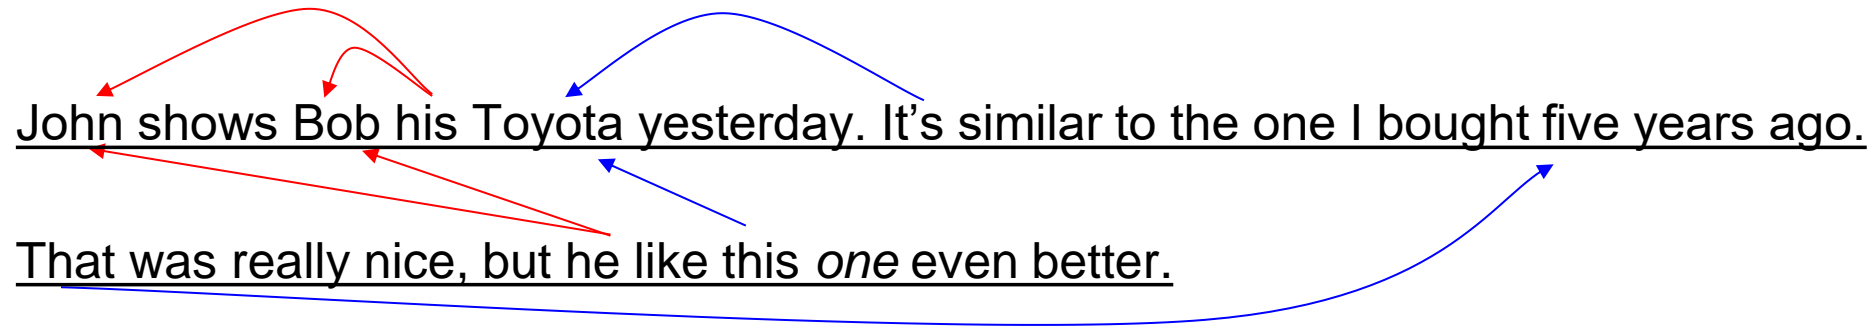 John shows Bob his Toyota yesterday. It’s similar to the one I bought five years ago.
That was really nice, but he like this one even better.